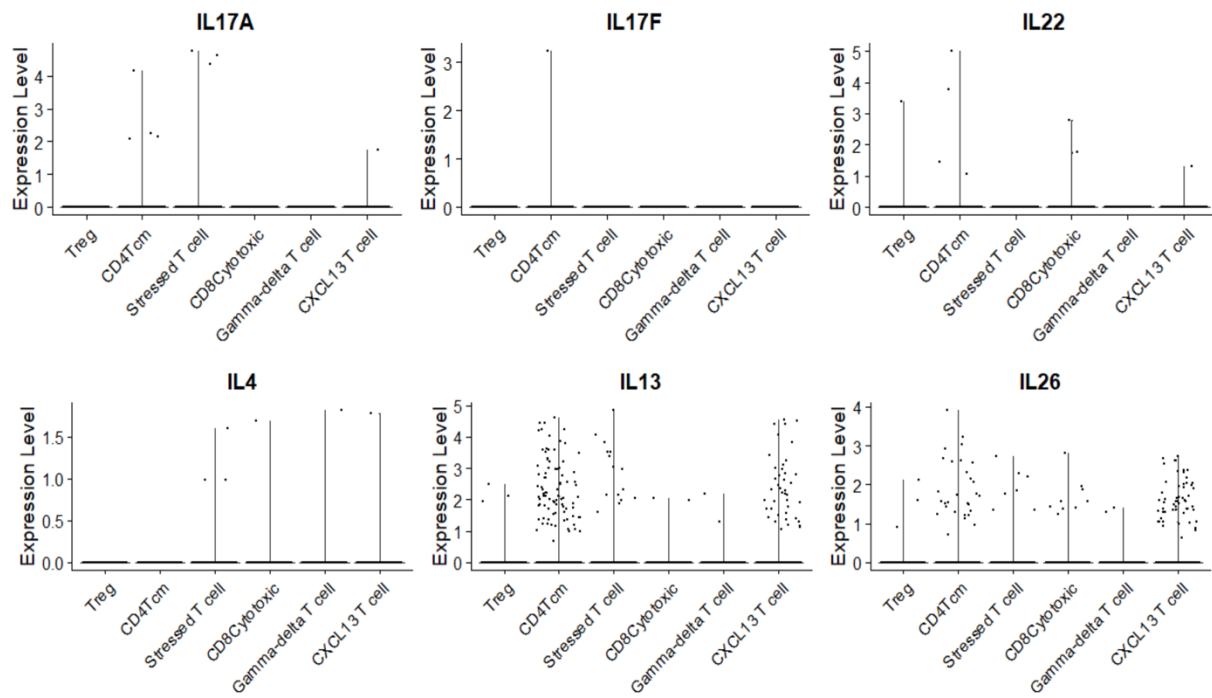 IL17A
Expression Level
4
3
2
1
0
Treg
CD4Tcm
Stressed T cell
CD8Cytotoxic
Gamma-delta T cell
CXCL13 T cell
IL17F
Expression Level
3
2
1
0
Treg
CD4Tcm
Stressed T cell
CD8Cytotoxic
Gamma-delta T cell
CXCL13 T cell
IL22
Expression Level
5
4
3
2
1
0
Treg
CD4Tcm
Stressed T cell
CD8Cytotoxic
Gamma-delta T cell
CXCL13 T cell
IL4
Expression Level
1.5
1.0
0.5
0.0
Treg
CD4Tcm
Stressed T cell
CD8Cytotoxic
Gamma-delta T cell
CXCL13 T cell
IL13
Expression Level
5
4
3
2
1
0
Treg
CD4Tcm
Stressed T cell
CD8Cytotoxic
Gamma-delta T cell
CXCL13 T cell
IL26
Expression Level
4
3
2
1
0
Treg
CD4Tcm
Stressed T cell
CD8Cytotoxic
Gamma-delta T cell
CXCL13 T cell